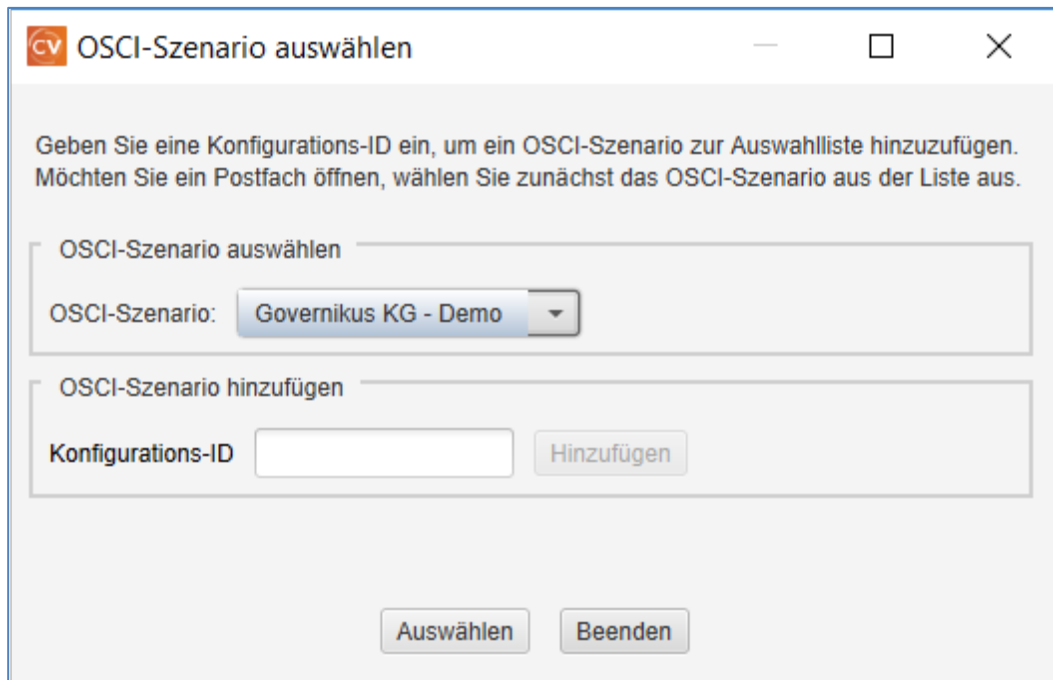 CV OSCI-Szenario auswählen
Geben Sie eine Konfigurations-ID ein, um ein OSCI-Szenario zur Auswahlliste hinzuzufügen.
Möchten Sie ein Postfach öffnen, wählen Sie zunächst das OSCI-Szenario aus der Liste aus.
OSCI-Szenario auswählen
OSCI-Szenario: Governikus KG - Demo
OSCI-Szenario hinzufügen
Konfigurations-ID Hinzufügen
Auswählen Beenden